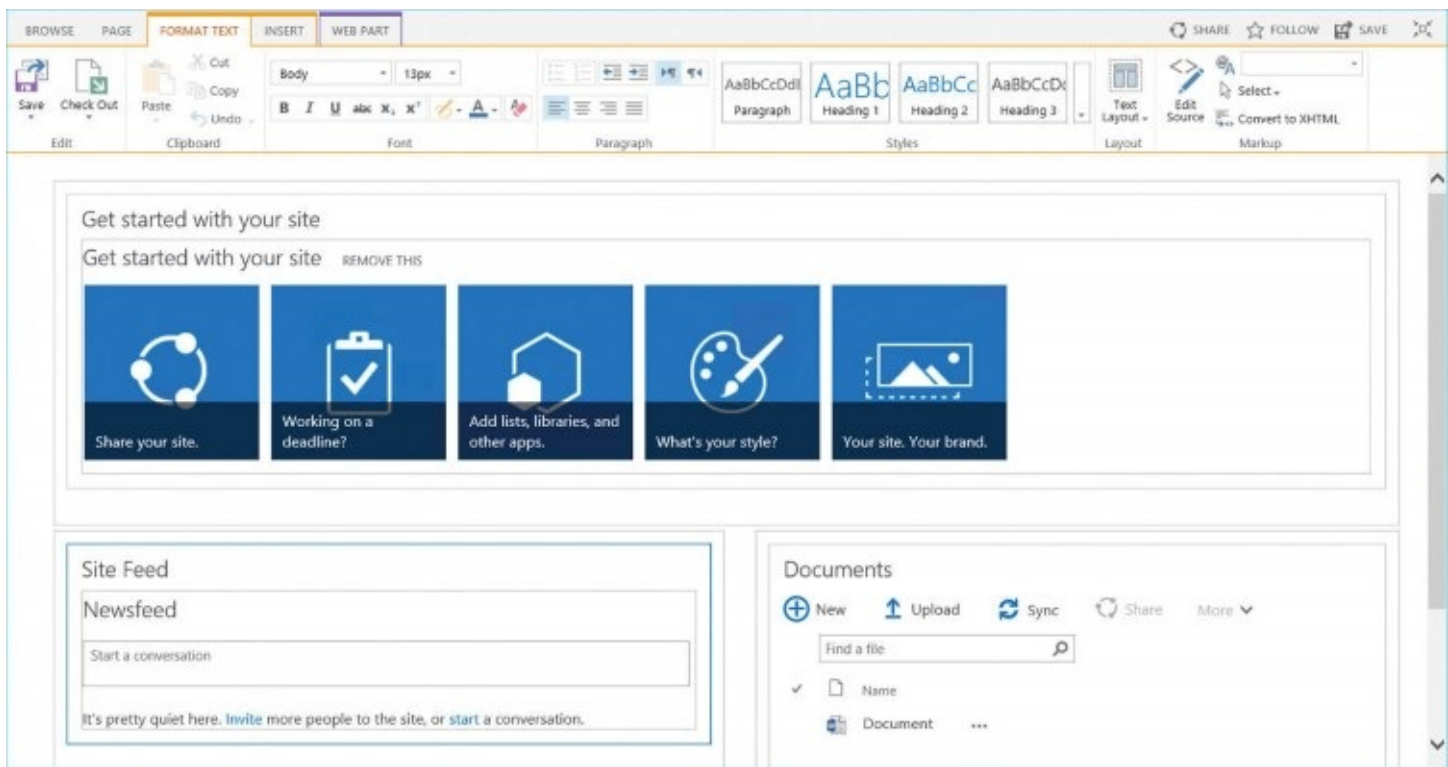 BROWSE PAGE FORMAT TEXT INSERT WEB PART SHARE FOLLOW SAVE
Save Check Out Paste Cut Copy Undo
Body 13px
B I U abc X, X'
A
AaBbCcDdI AaBb AaBbCc AaBbCcDc
Paragraph Heading 1 Heading 2 Heading 3
Text Layout Edit Source Select Convert to XHTML
Edit Clipboard Font Paragraph Styles Layout Markup
Get started with your site
Get started with your site REMOVE THIS
Share your site.
Working on a
deadline?
Add lists, libraries, and
other apps.
What's your style?
Your site. Your brand.
Site Feed
Newsfeed
Start a conversation
It's pretty quiet here. Invite more people to the site, or start a conversation.
Documents
New Upload Sync Share More
Find a file
Name
Document ...